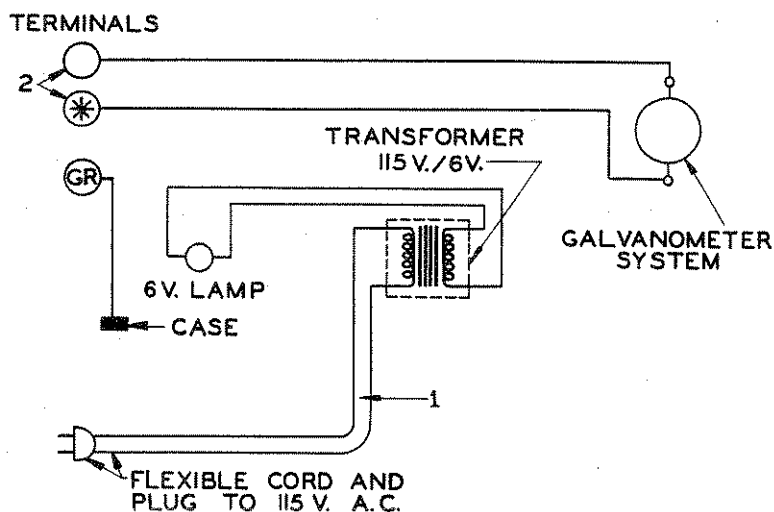 TERMINALS
2
✳
TRANSFORMER
115 V./6V.
GR
GALVANOMETER
SYSTEM
6V. LAMP
CASE
1
FLEXIBLE CORD AND
PLUG TO 115 V. A.C.